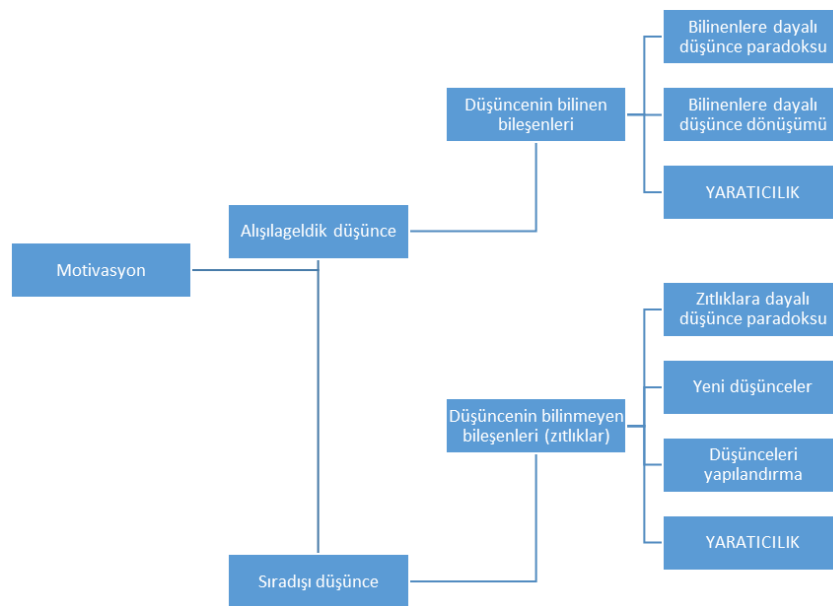 Motivasyon
Alışılageldik düşünce
Düşüncenin bilinen
bileşenleri
Bilinenlere dayalı
düşünce paradoksu
Bilinenlere dayalı
düşünce dönüşümü
YARATICILIK
Sıradışı düşünce
Düşüncenin bilinmeyen
bileşenleri (zıtlıklar)
Zıtlıklara dayalı
düşünce paradoksu
Yeni düşünceler
Düşünceleri
yapılandırma
YARATICILIK